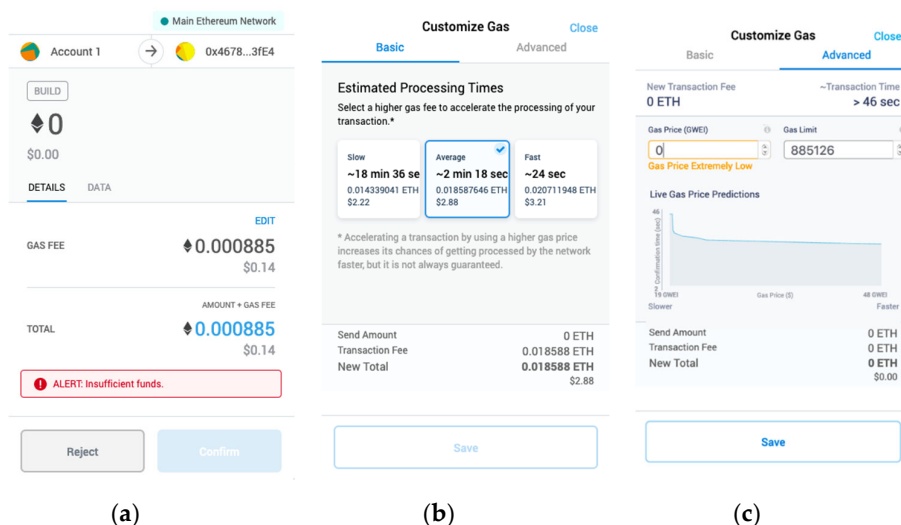 Main Ethereum Network
Account 1
0x4678...3fE4
BUILD
0
$0.00
DETAILS DATA
EDIT
GAS FEE 0.000885
$0.14
AMOUNT + GAS FEE
TOTAL 0.000885
$0.14
ALERT: Insufficient funds.
Reject Confirm
(a)
Customize Gas Close
Basic Advanced
Estimated Processing Times
Select a higher gas fee to accelerate the processing of your
transaction.*
Slow
~18 min 36 se
0.014339041 ETH
$2.22
Average
~2 min 18 sec
0.018587646 ETH
$2.88
Fast
~24 sec
0.020711948 ETH
$3.21
* Accelerating a transaction by using a higher gas price
increases its chances of getting processed by the network
faster, but it is not always guaranteed.
Send Amount 0 ETH
Transaction Fee 0.018588 ETH
New Total 0.018588 ETH
$2.88
Save
(b)
Customize Gas Close
Basic Advanced
New Transaction Fee ~Transaction Time
0 ETH > 46 sec
Gas Price (GWEI) Gas Limit
0 885126
Gas Price Extremely Low
Live Gas Price Predictions
46
Confirmation time (sec)
19 GWEI Gas Price ($) 48 GWEI
Slower Faster
Send Amount 0 ETH
Transaction Fee 0 ETH
New Total 0 ETH
$0.00
Save
(c)